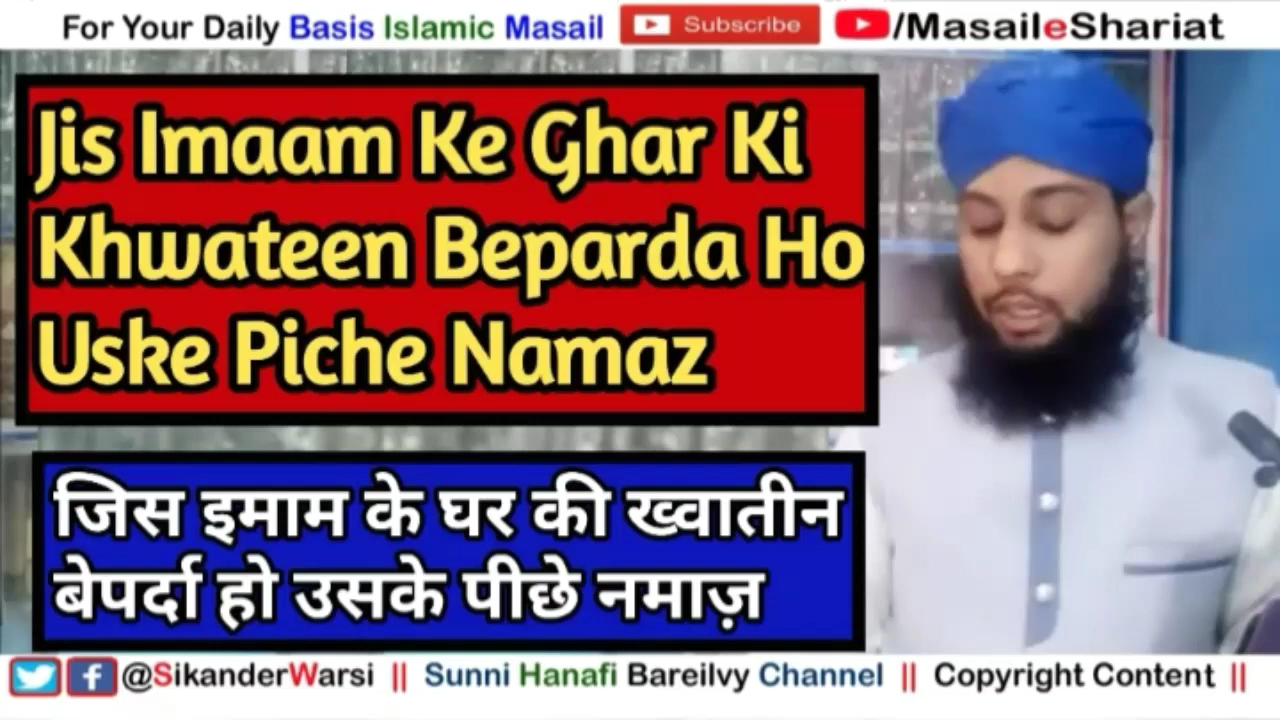 For Your Daily Basis Islamic Masail Subscribe /MasaileShariat
Jis Imaam Ke Ghar Ki
Khwateen Beparda Ho
Uske Piche Namaz
जिस इमाम के घर की ख्वातीन
बेपर्दा हो उसके पीछे नमाज़
@SikanderWarsi || Sunni Hanafi Bareilvy Channel || Copyright Content ||